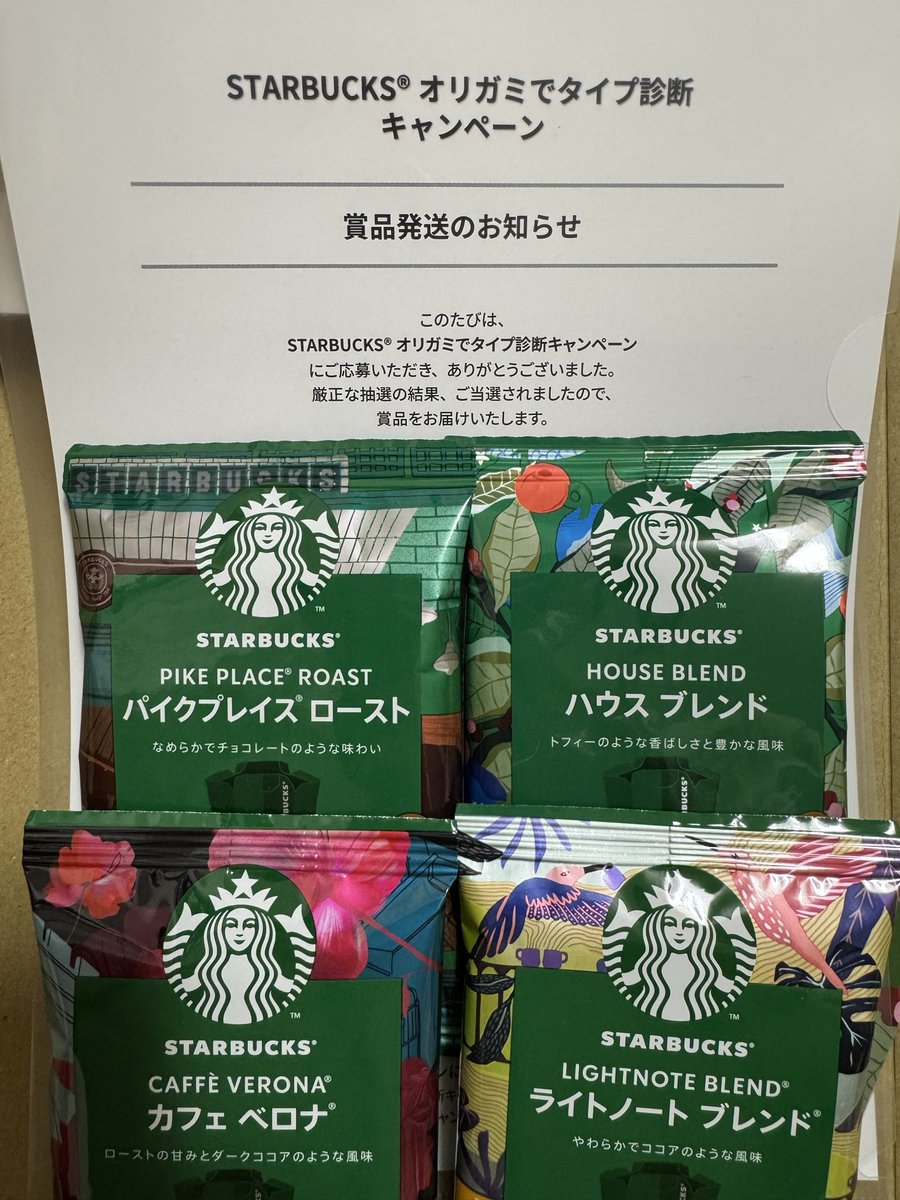 STARBUCKS® オリガミでタイプ診断
キャンペーン
賞品発送のお知らせ
このたびは、
STARBUCKS® オリガミでタイプ診断キャンペーン
にご応募いただき、ありがとうございました。
厳正な抽選の結果、ご当選されましたので、
賞品をお届けいたします。
STARBUCKS
TM
STARBUCKS®
PIKE PLACE® ROAST
パイクプレイス® ロースト
なめらかでチョコレートのような味わい
TM
STARBUCKS®
HOUSE BLEND
ハウス ブレンド
トフィーのような香ばしさと豊かな風味
TM
STARBUCKS®
CAFFÈ VERONA®
カフェ ベロナ®
ローストの甘みとダークココアのような風味
TM
STARBUCKS®
LIGHTNOTE BLEND®
ライトノート ブレンド®
やわらかでココアのような風味